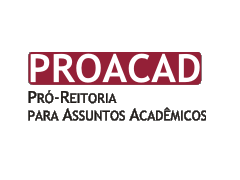 PROACAD
PRÓ-REITORIA
PARA ASSUNTOS ACADÊMICOS